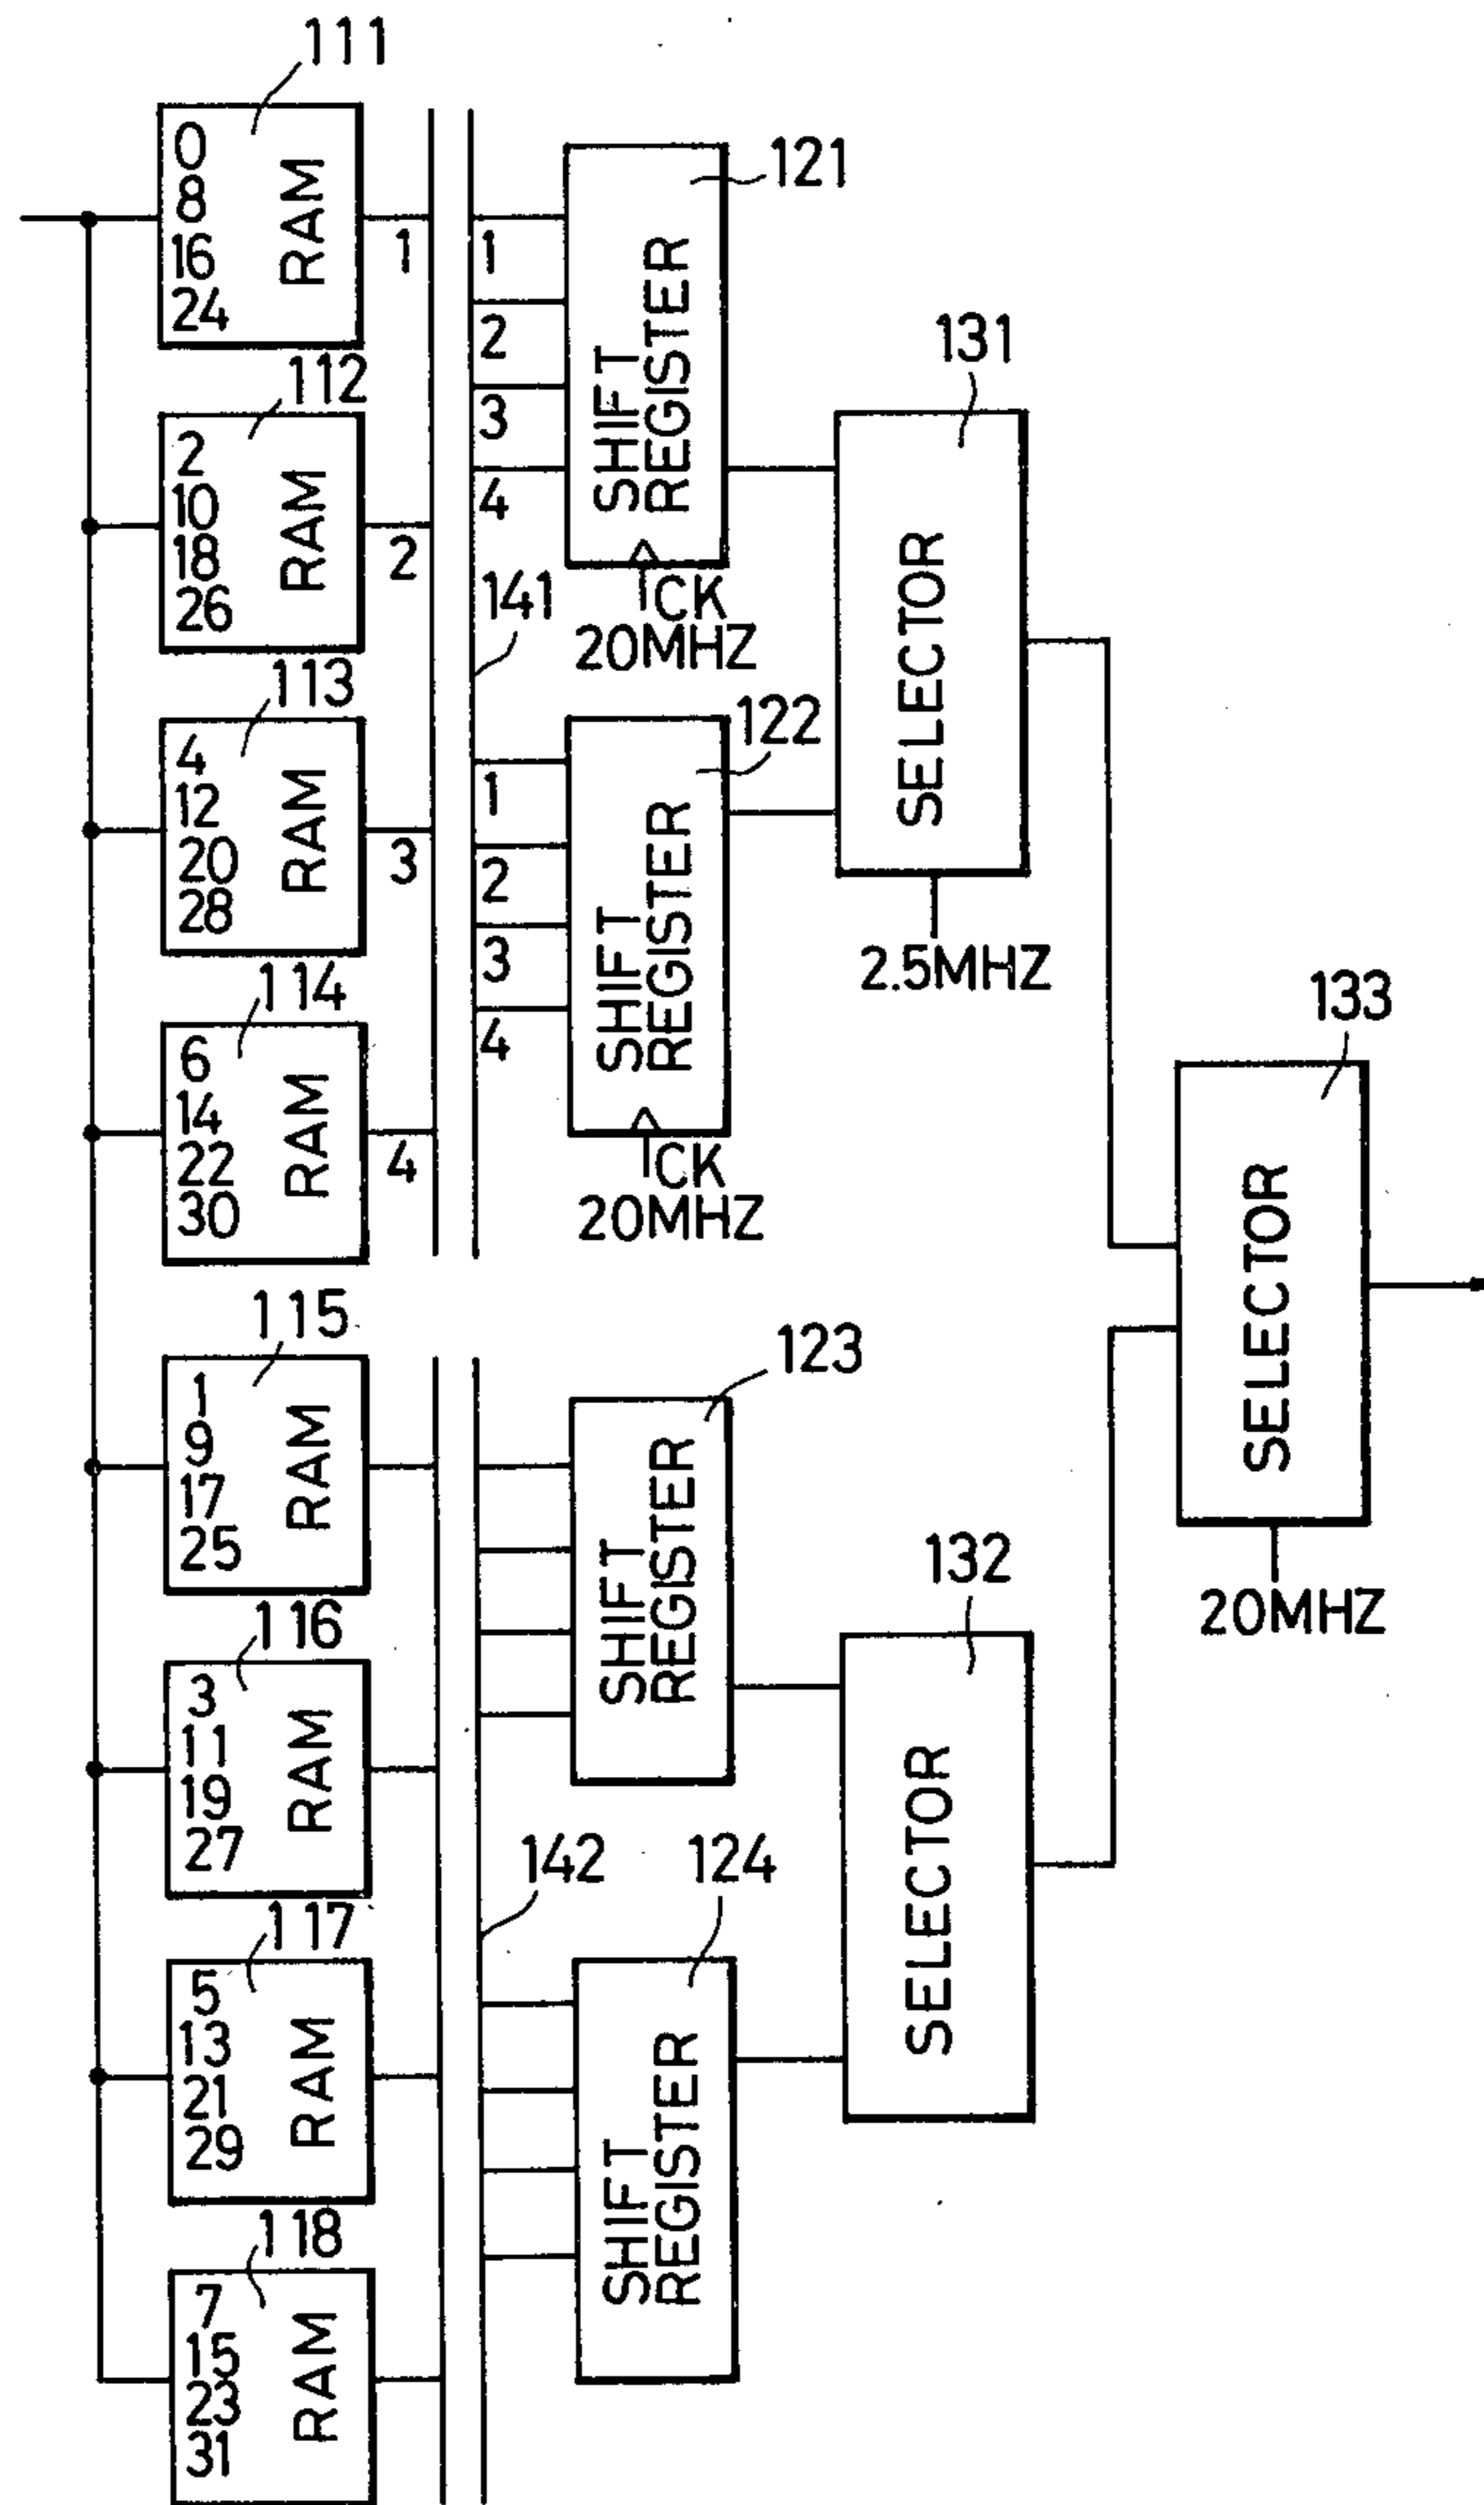 111
0
8
16
24
RAM
1
112
2
10
18
26
RAM
2
113
4
12
20
28
RAM
3
114
6
14
22
30
RAM
4
115
1
9
17
25
RAM
116
3
11
19
27
RAM
117
5
13
21
29
RAM
118
7
15
23
31
RAM
141
142
121
1
2
3
4
SHIFT
REGISTER
CK
20MHZ
122
1
2
3
4
SHIFT
REGISTER
CK
20MHZ
123
SHIFT
REGISTER
124
SHIFT
REGISTER
131
SELECTOR
2.5MHZ
132
SELECTOR
133
SELECTOR
20MHZ